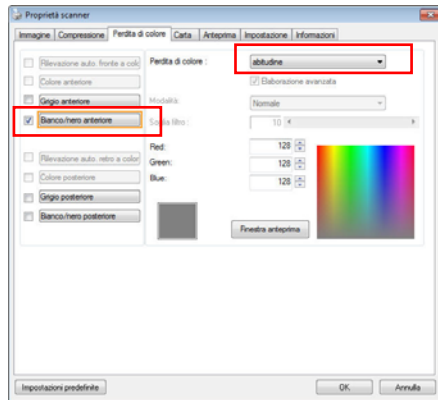 Proprietà scanner
Immagine Compressione Perdita di colore Carta Anteprima Impostazione Informazioni
Rilevazione auto. fronte a colo
Colore anteriore
Grigio anteriore
Bianco/nero anteriore
Rilevazione auto. retro a color
Colore posteriore
Grigio posteriore
Bianco/nero posteriore
Perdita di colore : abitudine
Elaborazione avanzata
Modalità: Normale
Soglia filtro : 10
Red: 128
Green: 128
Blue: 128
Finestra anteprima
Impostazioni predefinite OK Annulla